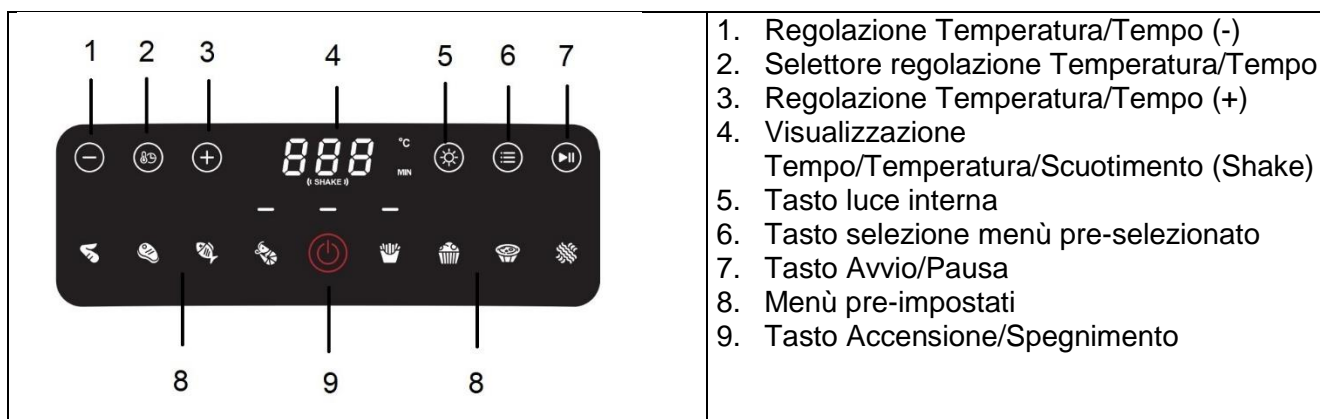 1 2 3 4 5 6 7
888 °C
MIN
(( SHAKE ))
8 9 8
1. Regolazione Temperatura/Tempo (-)
2. Selettore regolazione Temperatura/Tempo
3. Regolazione Temperatura/Tempo (+)
4. Visualizzazione
Tempo/Temperatura/Scuotimento (Shake)
5. Tasto luce interna
6. Tasto selezione menù pre-selezionato
7. Tasto Avvio/Pausa
8. Menù pre-impostati
9. Tasto Accensione/Spegnimento